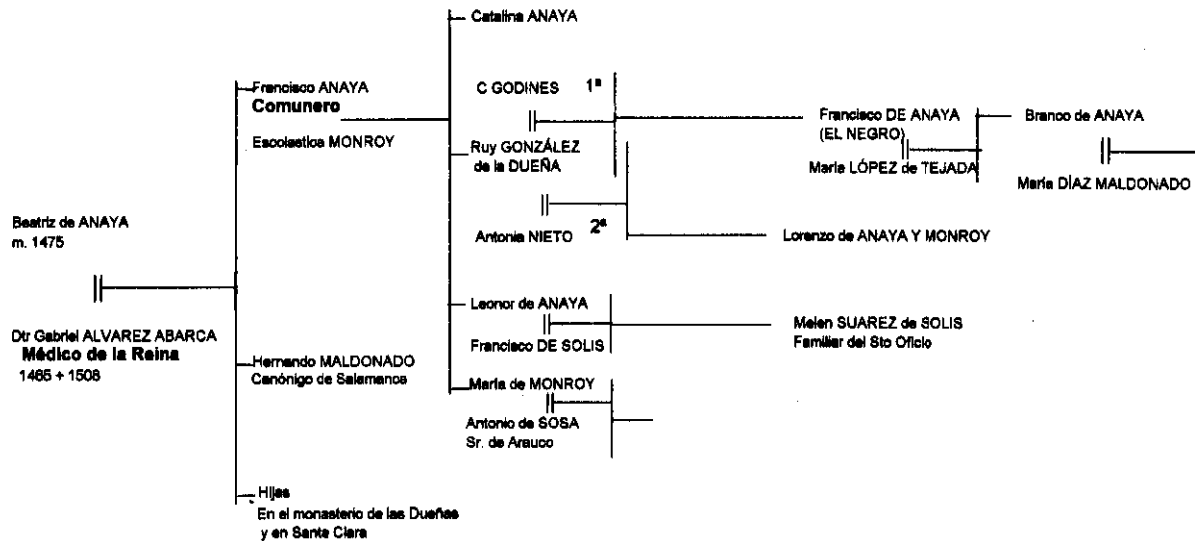 Beatriz de ANAYA
m. 1475
Dtr Gabriel ALVAREZ ABARCA
Médico de la Reina
1465 + 1508
Francisco ANAYA
Comunero
Escolastica MONROY
Hernando MALDONADO
Canónigo de Salamanca
Hijas
En el monasterio de las Dueñas
y en Santa Clara
Catalina ANAYA
C GODINES 1ª
Ruy GONZÁLEZ
de la DUEÑA
Antonia NIETO 2ª
Leonor de ANAYA
Francisco DE SOLIS
María de MONROY
Antonio de SOSA
Sr. de Arauco
Francisco DE ANAYA
(EL NEGRO)
María LÓPEZ de TEJADA
Lorenzo de ANAYA Y MONROY
Melen SUAREZ de SOLIS
Familiar del Sto Oficio
Branco de ANAYA
María DÍAZ MALDONADO